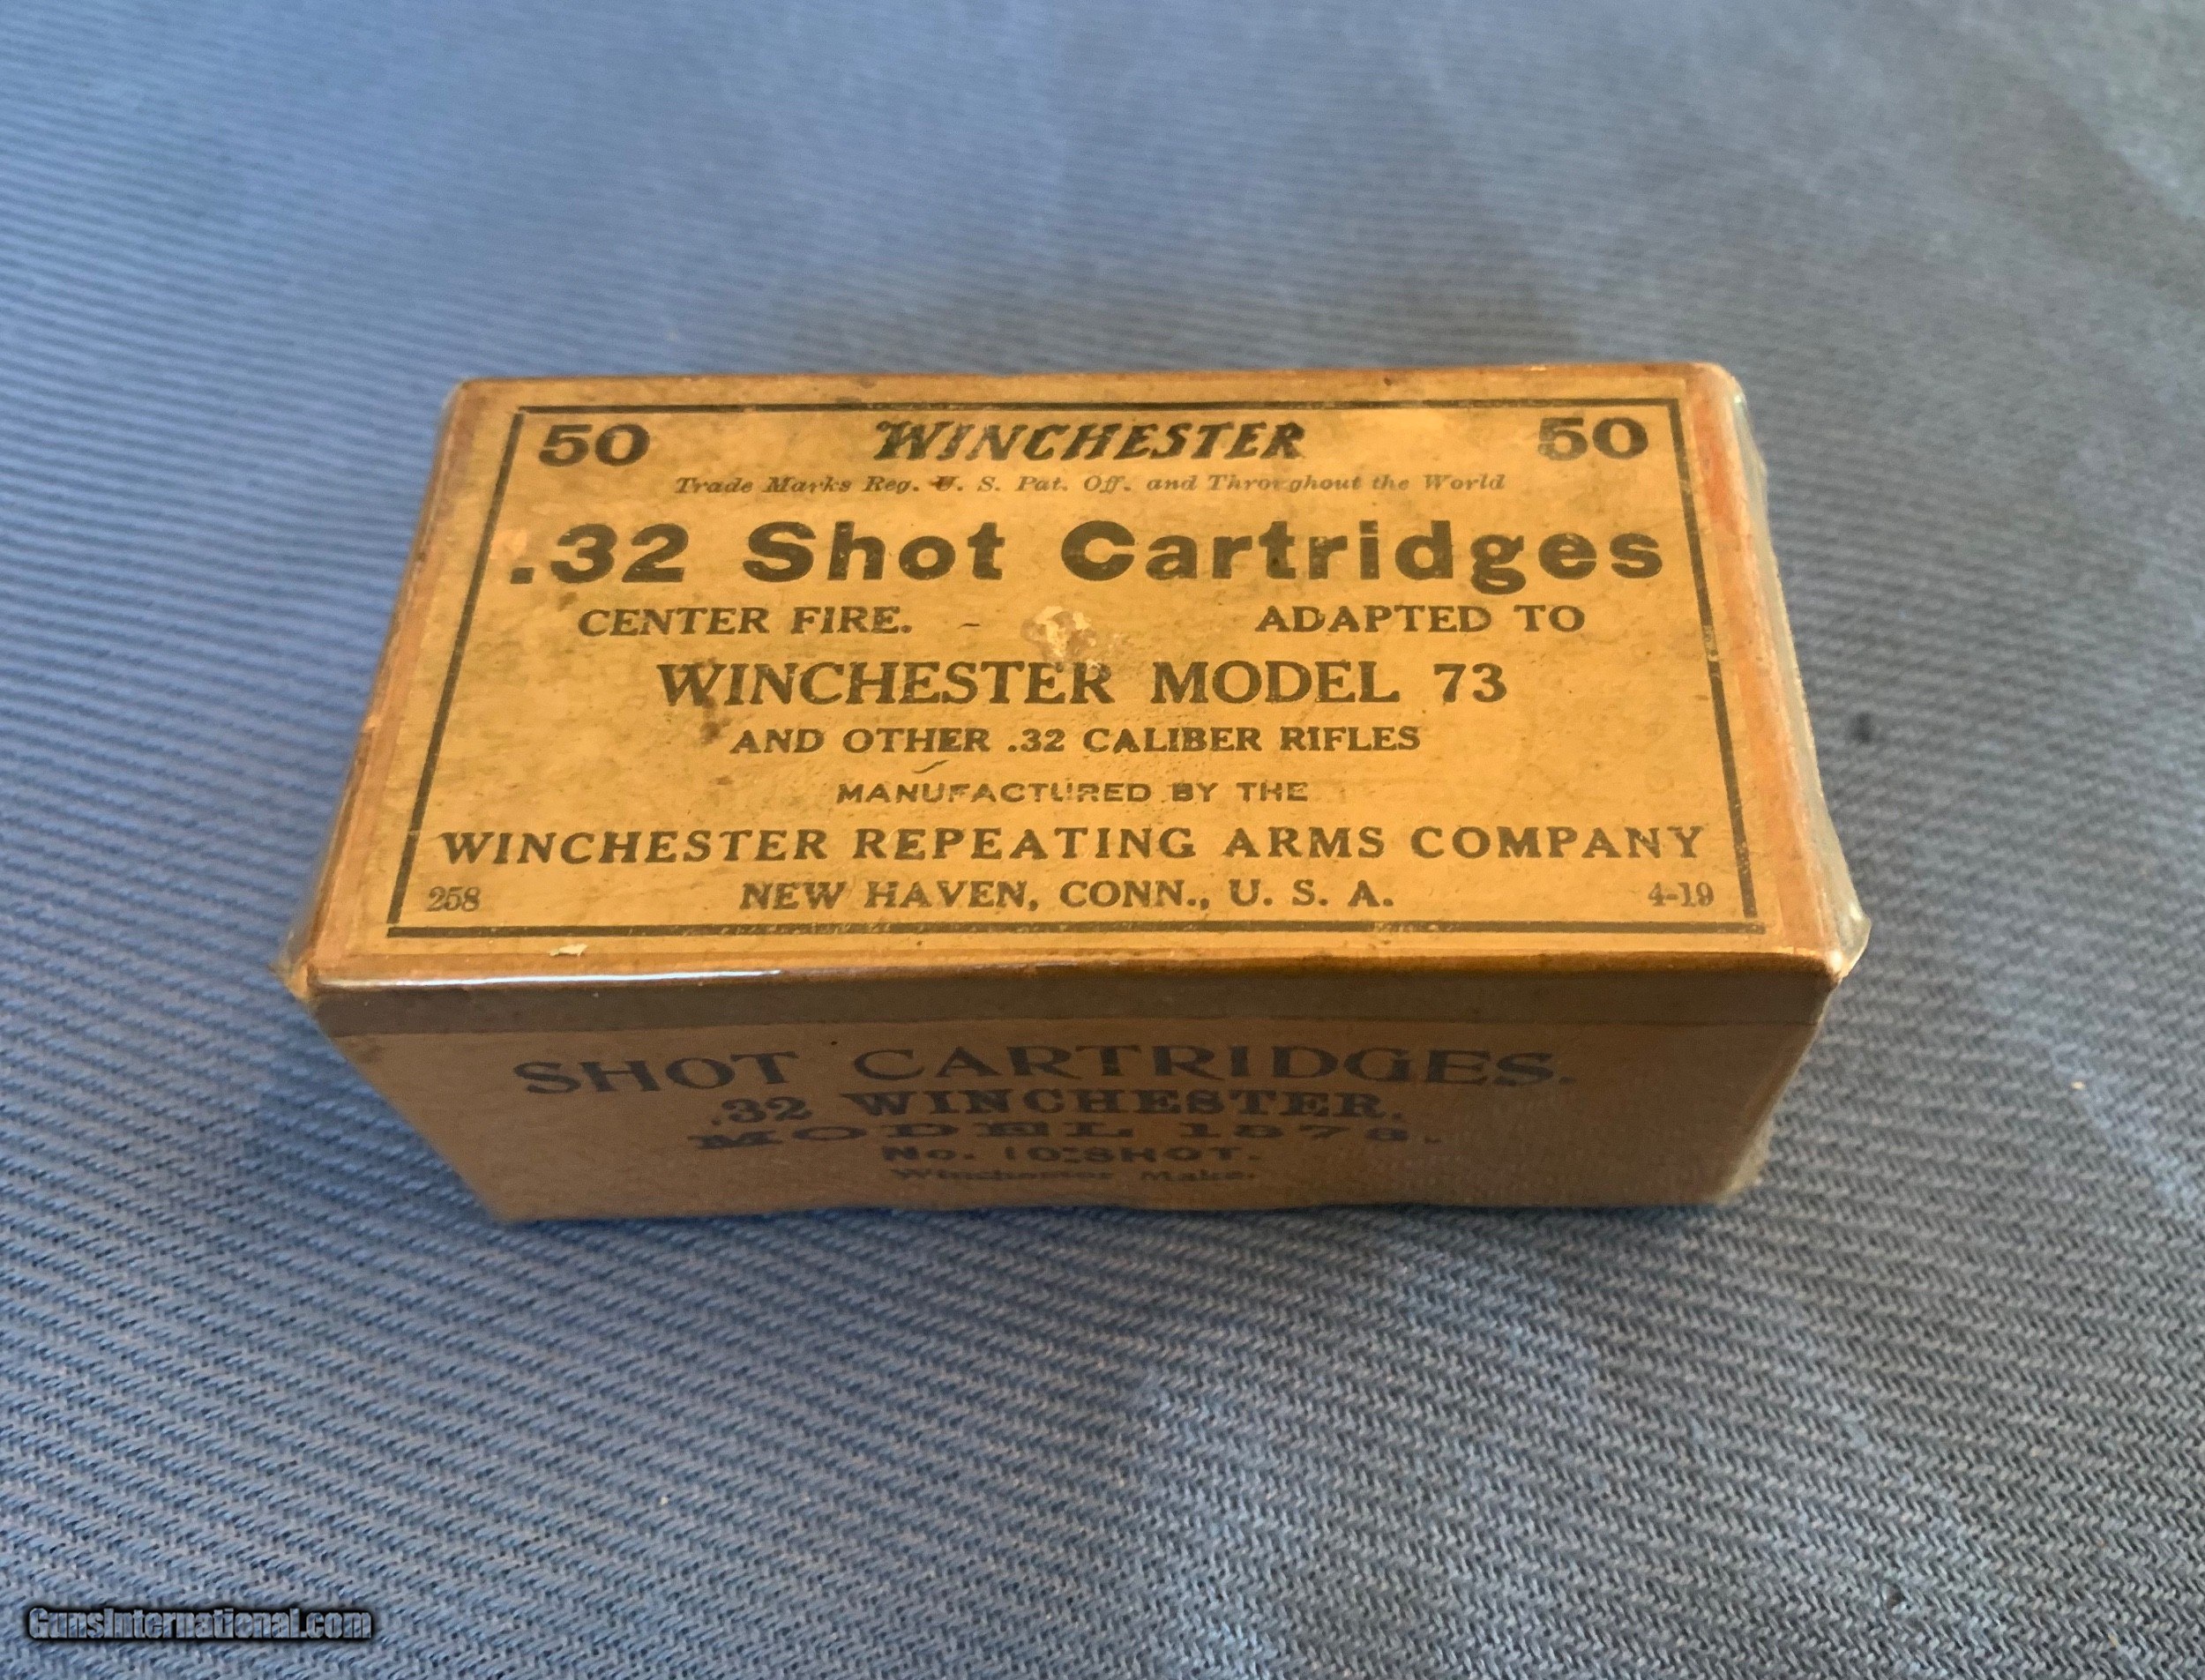 50 WINCHESTER 50
Trade Marks Reg. U. S. Pat. Off. and Throughout the World
.32 Shot Cartridges
CENTER FIRE. ADAPTED TO
WINCHESTER MODEL 73
AND OTHER .32 CALIBER RIFLES
MANUFACTURED BY THE
WINCHESTER REPEATING ARMS COMPANY
258 NEW HAVEN, CONN., U. S. A. 4-19
SHOT CARTRIDGES.
.32 WINCHESTER.
MODEL 1873.
No. 10 SHOT.
Winchester Make.
GunsInternational.com